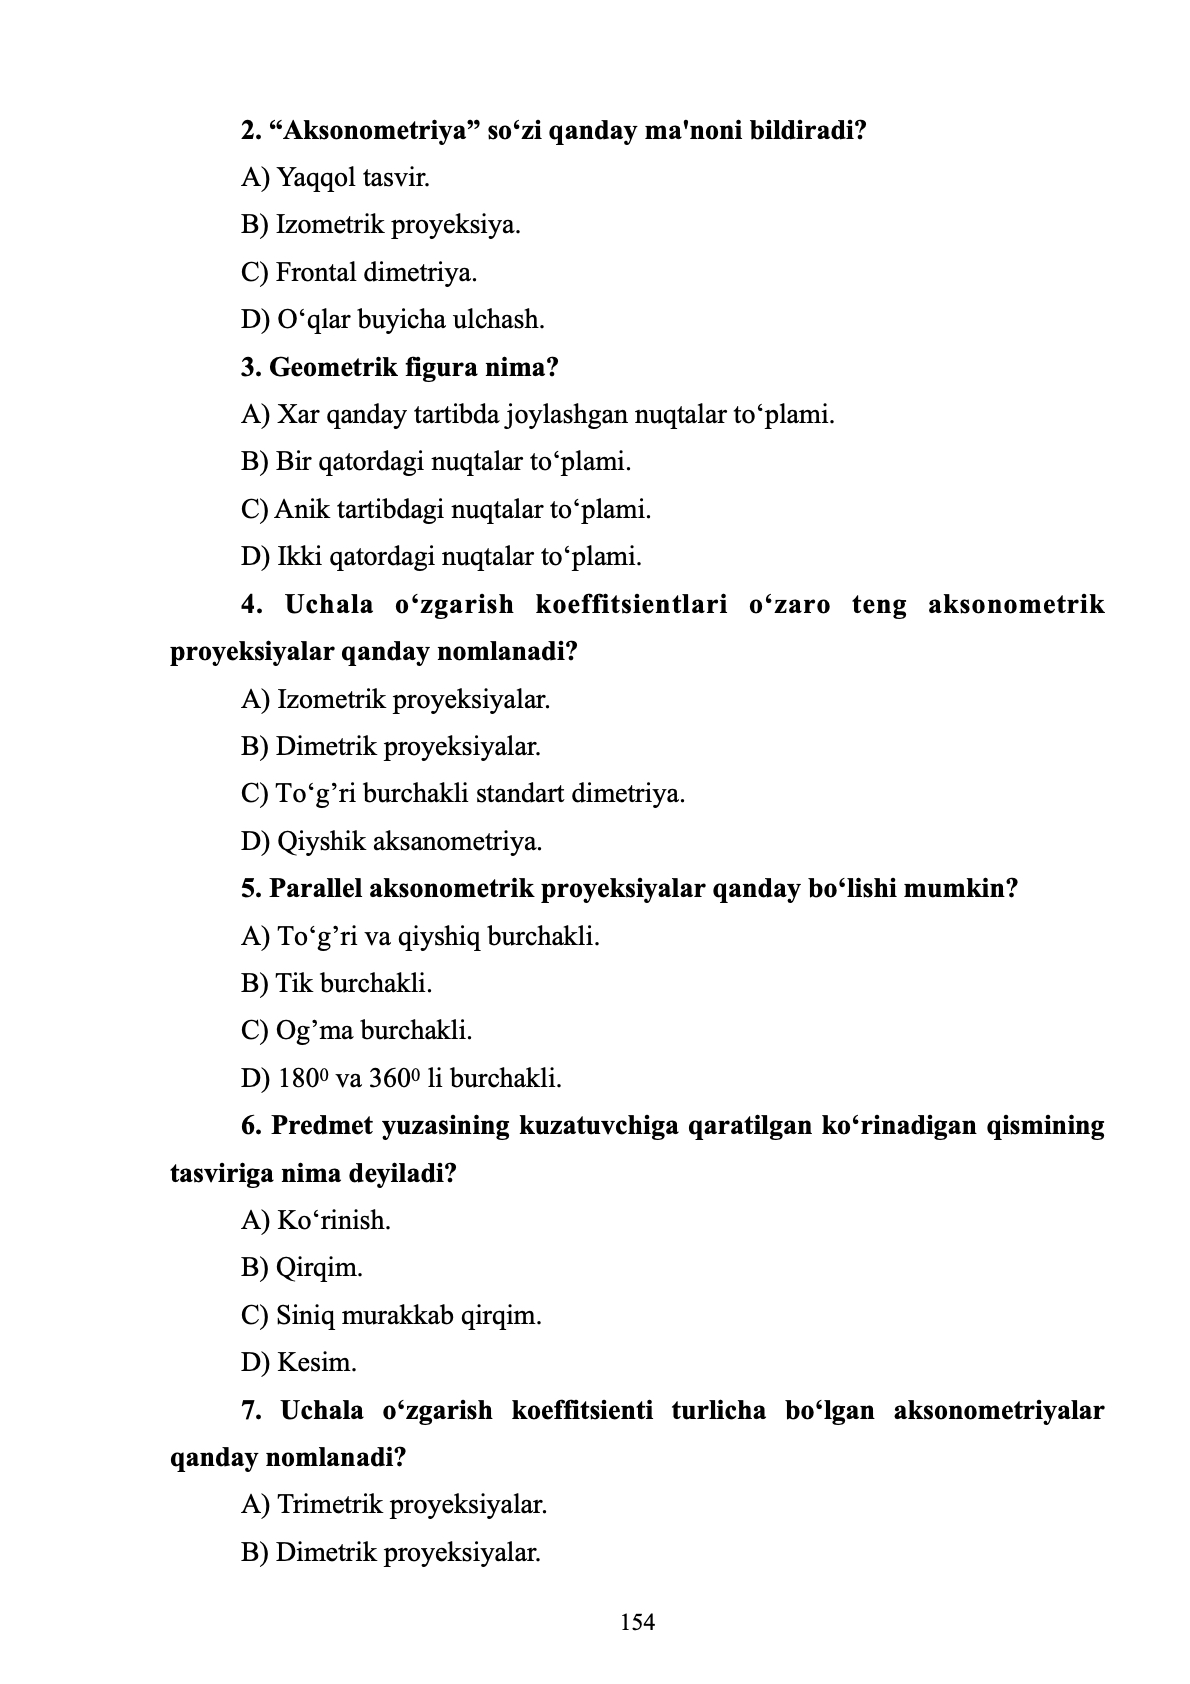 2. “Aksonometriya” so‘zi qanday ma'noni bildiradi?
A) Yaqqol tasvir.
B) Izometrik proyeksiya.
C) Frontal dimetriya.
D) O‘qlar buyicha ulchash.
3. Geometrik figura nima?
A) Xar qanday tartibda joylashgan nuqtalar to‘plami.
B) Bir qatordagi nuqtalar to‘plami.
C) Anik tartibdagi nuqtalar to‘plami.
D) Ikki qatordagi nuqtalar to‘plami.
4. Uchala o‘zgarish koeffitsientlari o‘zaro teng aksonometrik
proyeksiyalar qanday nomlanadi?
A) Izometrik proyeksiyalar.
B) Dimetrik proyeksiyalar.
C) To‘g’ri burchakli standart dimetriya.
D) Qiyshik aksanometriya.
5. Parallel aksonometrik proyeksiyalar qanday bo‘lishi mumkin?
A) To‘g’ri va qiyshiq burchakli.
B) Tik burchakli.
C) Og’ma burchakli.
D) 180⁰ va 360⁰ li burchakli.
6. Predmet yuzasining kuzatuvchiga qaratilgan ko‘rinadigan qismining
tasviriga nima deyiladi?
A) Ko‘rinish.
B) Qirqim.
C) Siniq murakkab qirqim.
D) Kesim.
7. Uchala o‘zgarish koeffitsienti turlicha bo‘lgan aksonometriyalar
qanday nomlanadi?
A) Trimetrik proyeksiyalar.
B) Dimetrik proyeksiyalar.
154